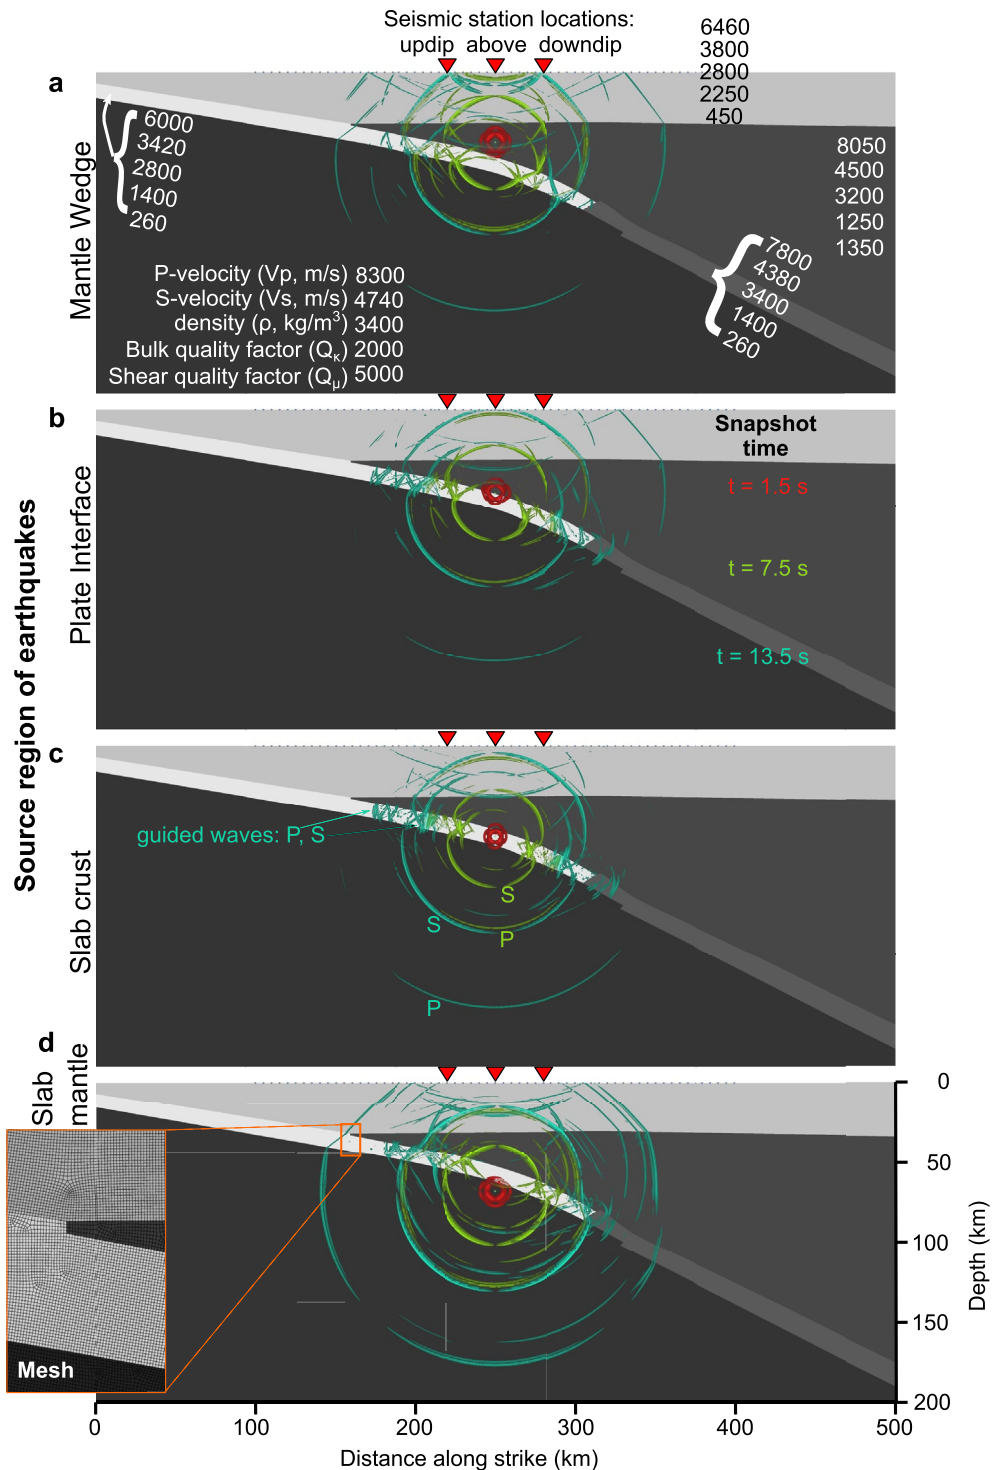 Seismic station locations:
updip above downdip
6460
3800
2800
2250
450
a
6000
3420
2800
1400
260
8050
4500
3200
1250
1350
7800
4380
3400
1400
260
P-velocity (Vp, m/s) 8300
S-velocity (Vs, m/s) 4740
density (ρ, kg/m³) 3400
Bulk quality factor (Qκ) 2000
Shear quality factor (Qμ) 5000
Mantle Wedge
b
Snapshot
time
t = 1.5 s
t = 7.5 s
t = 13.5 s
Plate Interface
Source region of earthquakes
c
guided waves: P, S
S
S
P
P
Slab crust
d
Slab
mantle
Mesh
0
50
100
150
200
Depth (km)
0
100
200
300
400
500
Distance along strike (km)